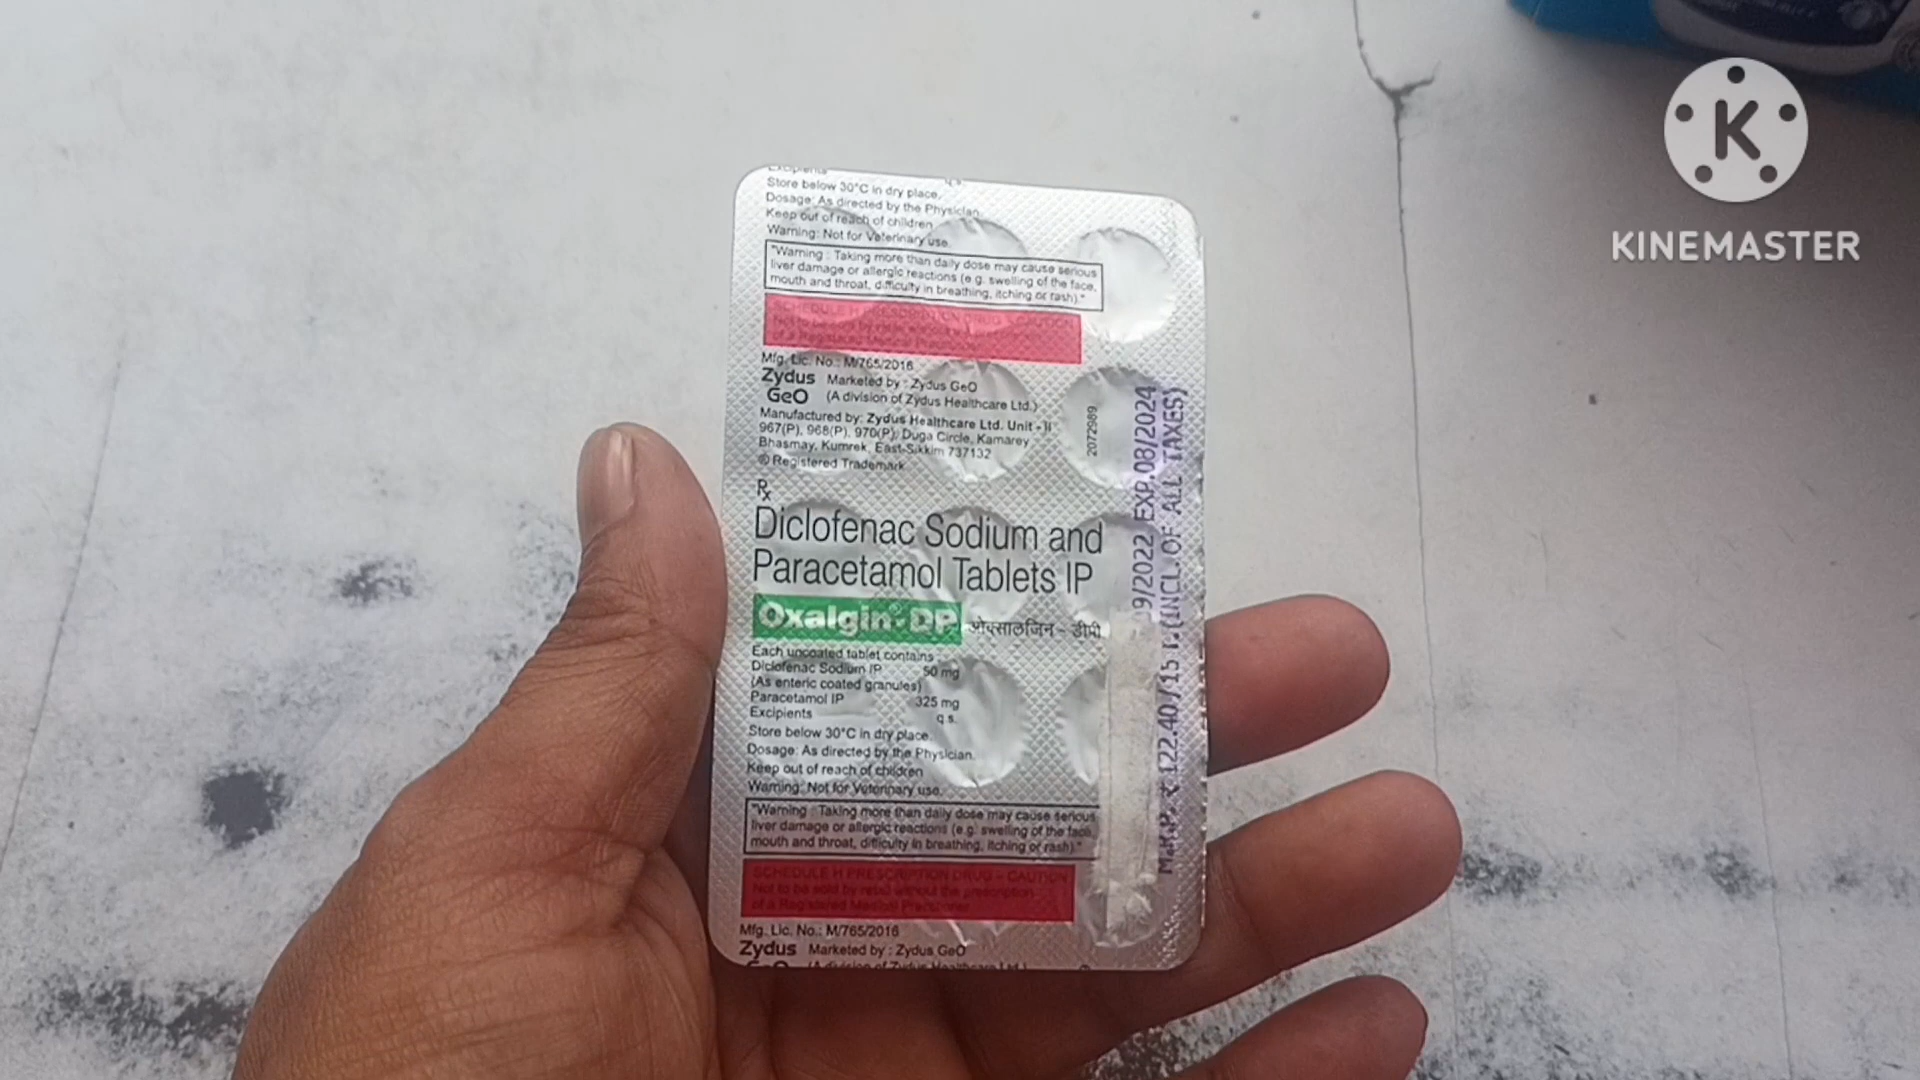 Excipients
Store below 30°C in dry place.
Dosage: As directed by the Physician.
Keep out of reach of children
Warning: Not for Veterinary use.
"Warning : Taking more than daily dose may cause serious
liver damage or allergic reactions (e.g. swelling of the face,
mouth and throat, difficulty in breathing, itching or rash)."
SCHEDULE H PRESCRIPTION DRUG - CAUTION
Not to be sold by retail without the prescription
of a Registered Medical Practitioner
Mfg. Lic. No.: M/765/2016
Zydus Marketed by : Zydus GeO
GeO (A division of Zydus Healthcare Ltd.)
Manufactured by: Zydus Healthcare Ltd. Unit - II
967(P), 968(P), 970(P), Duga Circle, Kamarey
Bhasmay, Kumrek, East-Sikkim 737132
® Registered Trademark
Rx
Diclofenac Sodium and
Paracetamol Tablets IP
Oxalgin®-DP ओक्सालजिन - डीपी
Each uncoated tablet contains :
Diclofenac Sodium IP 50 mg
(As enteric coated granules)
Paracetamol IP 325 mg
Excipients q.s.
Store below 30°C in dry place.
Dosage: As directed by the Physician.
Keep out of reach of children
Warning: Not for Veterinary use.
"Warning : Taking more than daily dose may cause serious
liver damage or allergic reactions (e.g. swelling of the face,
mouth and throat, difficulty in breathing, itching or rash)."
SCHEDULE H PRESCRIPTION DRUG - CAUTION
Not to be sold by retail without the prescription
of a Registered Medical Practitioner
Mfg. Lic. No.: M/765/2016
Zydus Marketed by : Zydus GeO
GeO (A division of Zydus Healthcare Ltd.)
2072989
9/2022 EXP.08/2024
M.R.P. ₹ 122.40/15 T.(INCL. OF ALL TAXES)
K
KINEMASTER